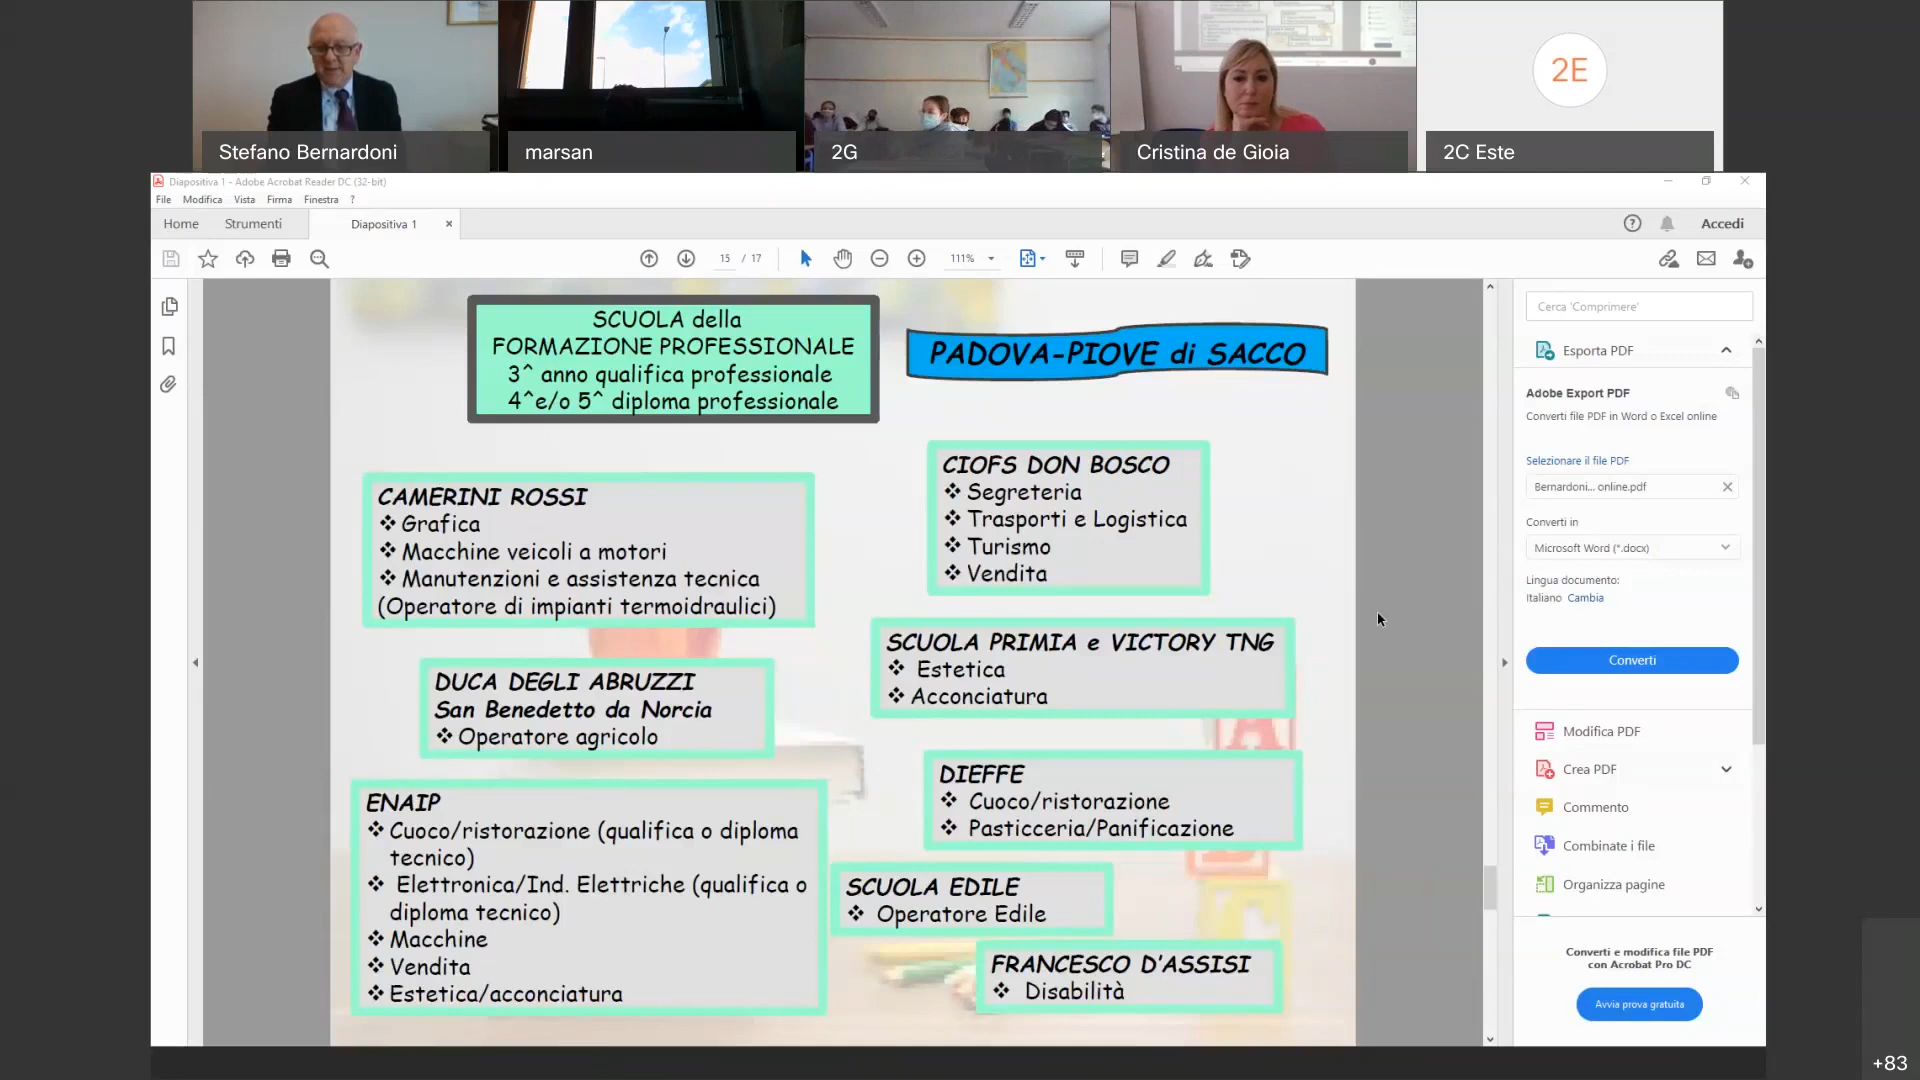 2E
Stefano Bernardoni
marsan
2G
Cristina de Gioia
2C Este
Diapositiva 1 - Adobe Acrobat Reader DC (32-bit)
File Modifica Vista Firma Finestra ?
Home Strumenti Diapositiva 1 × Accedi
15 / 17 111%
SCUOLA della
FORMAZIONE PROFESSIONALE
3^ anno qualifica professionale
4^e/o 5^ diploma professionale
PADOVA-PIOVE di SACCO
CAMERINI ROSSI
❖ Grafica
❖ Macchine veicoli a motori
❖ Manutenzioni e assistenza tecnica
(Operatore di impianti termoidraulici)
CIOFS DON BOSCO
❖ Segreteria
❖ Trasporti e Logistica
❖ Turismo
❖ Vendita
DUCA DEGLI ABRUZZI
San Benedetto da Norcia
❖ Operatore agricolo
SCUOLA PRIMIA e VICTORY TNG
❖ Estetica
❖ Acconciatura
ENAIP
❖ Cuoco/ristorazione (qualifica o diploma
tecnico)
❖ Elettronica/Ind. Elettriche (qualifica o
diploma tecnico)
❖ Macchine
❖ Vendita
❖ Estetica/acconciatura
DIEFFE
❖ Cuoco/ristorazione
❖ Pasticceria/Panificazione
SCUOLA EDILE
❖ Operatore Edile
FRANCESCO D'ASSISI
❖ Disabilità
Cerca 'Comprimere'
Esporta PDF
Adobe Export PDF
Converti file PDF in Word o Excel online
Selezionare il file PDF
Bernardoni... online.pdf
Converti in
Microsoft Word (*.docx)
Lingua documento:
Italiano Cambia
Converti
Modifica PDF
Crea PDF
Commento
Combinate i file
Organizza pagine
Converti e modifica file PDF
con Acrobat Pro DC
Avvia prova gratuita
+83